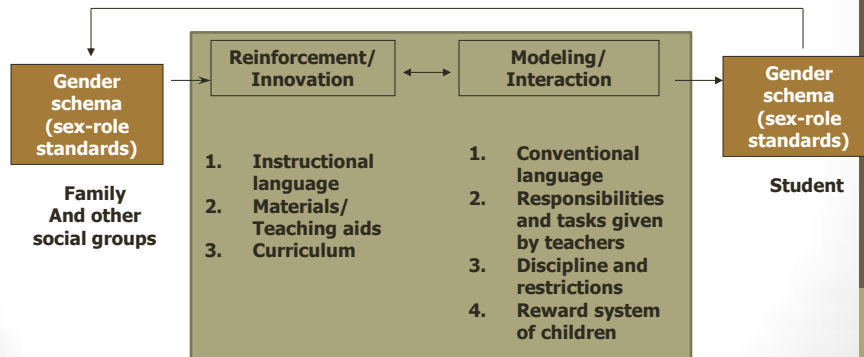 Gender
schema
(sex-role
standards)
Family
And other
social groups
Reinforcement/
Innovation
1. Instructional
language
2. Materials/
Teaching aids
3. Curriculum
Modeling/
Interaction
1. Conventional
language
2. Responsibilities
and tasks given
by teachers
3. Discipline and
restrictions
4. Reward system
of children
Gender
schema
(sex-role
standards)
Student